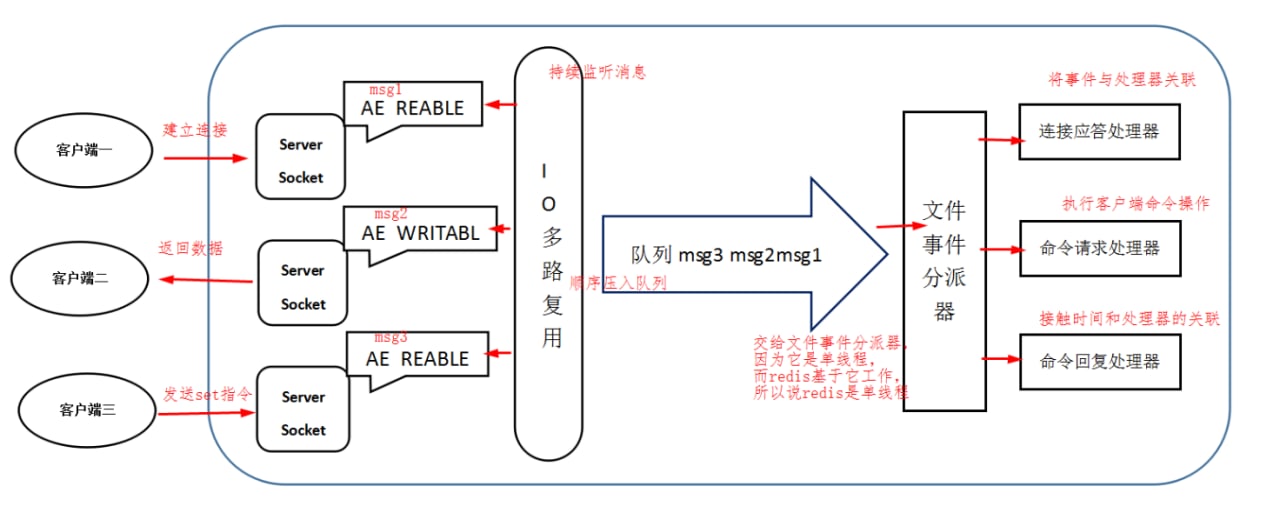 持续监听消息
将事件与处理器关联
msg1
AE REABLE
建立连接
连接应答处理器
客户端一
Server
Socket
I
O
多
路
复
用
msg2
AE WRITABL
执行客户端命令操作
文件
事件
分派
器
返回数据
队列 msg3 msg2msg1
命令请求处理器
客户端二
Server
Socket
顺序压入队列
msg3
AE REABLE
接触时间和处理器的关联
交给文件事件分派器，
因为它是单线程，
而redis基于它工作，
所以说redis是单线程
命令回复处理器
发送set指令
客户端三
Server
Socket